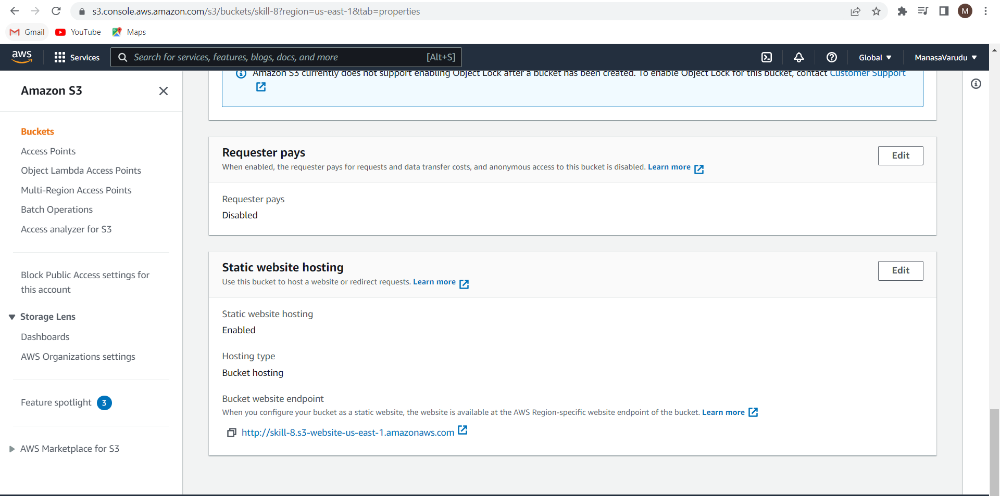 s3.console.aws.amazon.com/s3/buckets/skill-8?region=us-east-1&tab=properties
M
Gmail
YouTube
Maps
aws
Services
Search for services, features, blogs, docs, and more
[Alt+S]
Global
ManasaVarudu
Amazon S3
Buckets
Access Points
Object Lambda Access Points
Multi-Region Access Points
Batch Operations
Access analyzer for S3
Block Public Access settings for
this account
Storage Lens
Dashboards
AWS Organizations settings
Feature spotlight 3
AWS Marketplace for S3
Amazon S3 currently does not support enabling Object Lock after a bucket has been created. To enable Object Lock for this bucket, contact Customer Support
Requester pays
Edit
When enabled, the requester pays for requests and data transfer costs, and anonymous access to this bucket is disabled. Learn more
Requester pays
Disabled
Static website hosting
Edit
Use this bucket to host a website or redirect requests. Learn more
Static website hosting
Enabled
Hosting type
Bucket hosting
Bucket website endpoint
When you configure your bucket as a static website, the website is available at the AWS Region-specific website endpoint of the bucket. Learn more
http://skill-8.s3-website-us-east-1.amazonaws.com